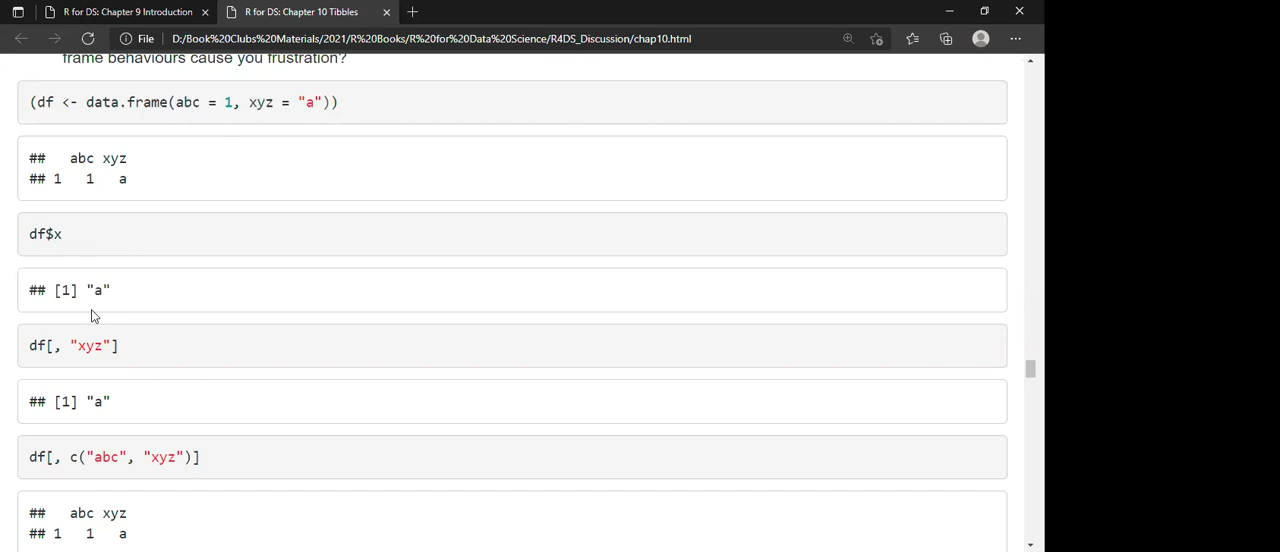 R for DS: Chapter 9 Introduction
R for DS: Chapter 10 Tibbles
File
D:/Book%20Clubs%20Materials/2021/R%20Books/R%20for%20Data%20Science/R4DS_Discussion/chap10.html
frame behaviours cause you frustration?
(df <- data.frame(abc = 1, xyz = "a"))
##   abc xyz
## 1   1   a
df$x
## [1] "a"
df[, "xyz"]
## [1] "a"
df[, c("abc", "xyz")]
##   abc xyz
## 1   1   a